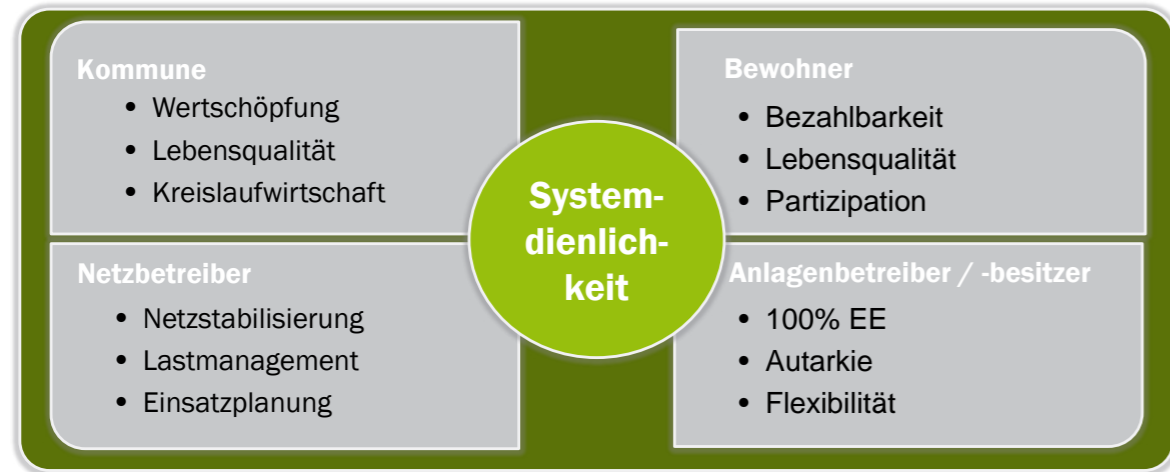 Kommune
• Wertschöpfung
• Lebensqualität
• Kreislaufwirtschaft
Bewohner
• Bezahlbarkeit
• Lebensqualität
• Partizipation
System-
dienlich-
keit
Netzbetreiber
• Netzstabilisierung
• Lastmanagement
• Einsatzplanung
Anlagenbetreiber / -besitzer
• 100% EE
• Autarkie
• Flexibilität